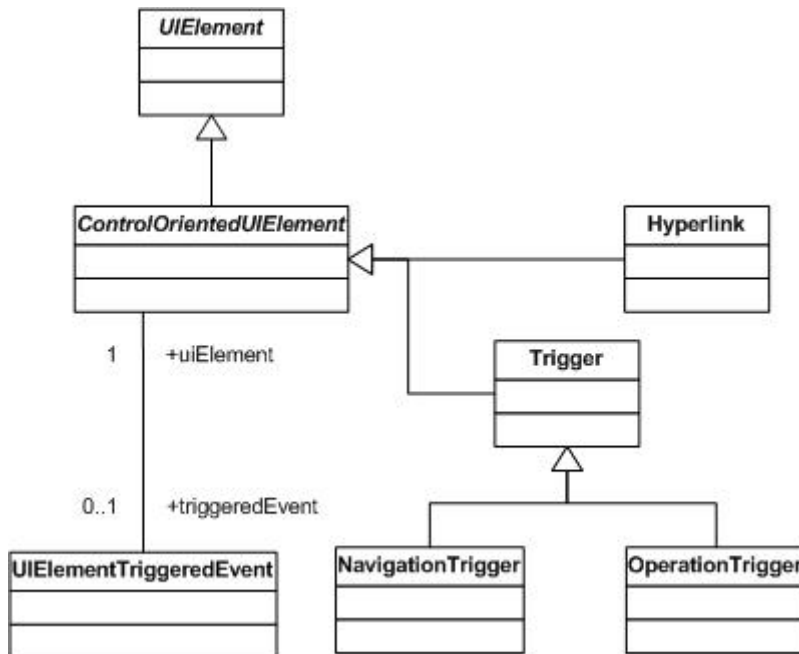 UIElement
ControlOrientedUIElement
Hyperlink
1 +uiElement
Trigger
0..1 +triggeredEvent
UIElementTriggeredEvent
NavigationTrigger
OperationTrigger